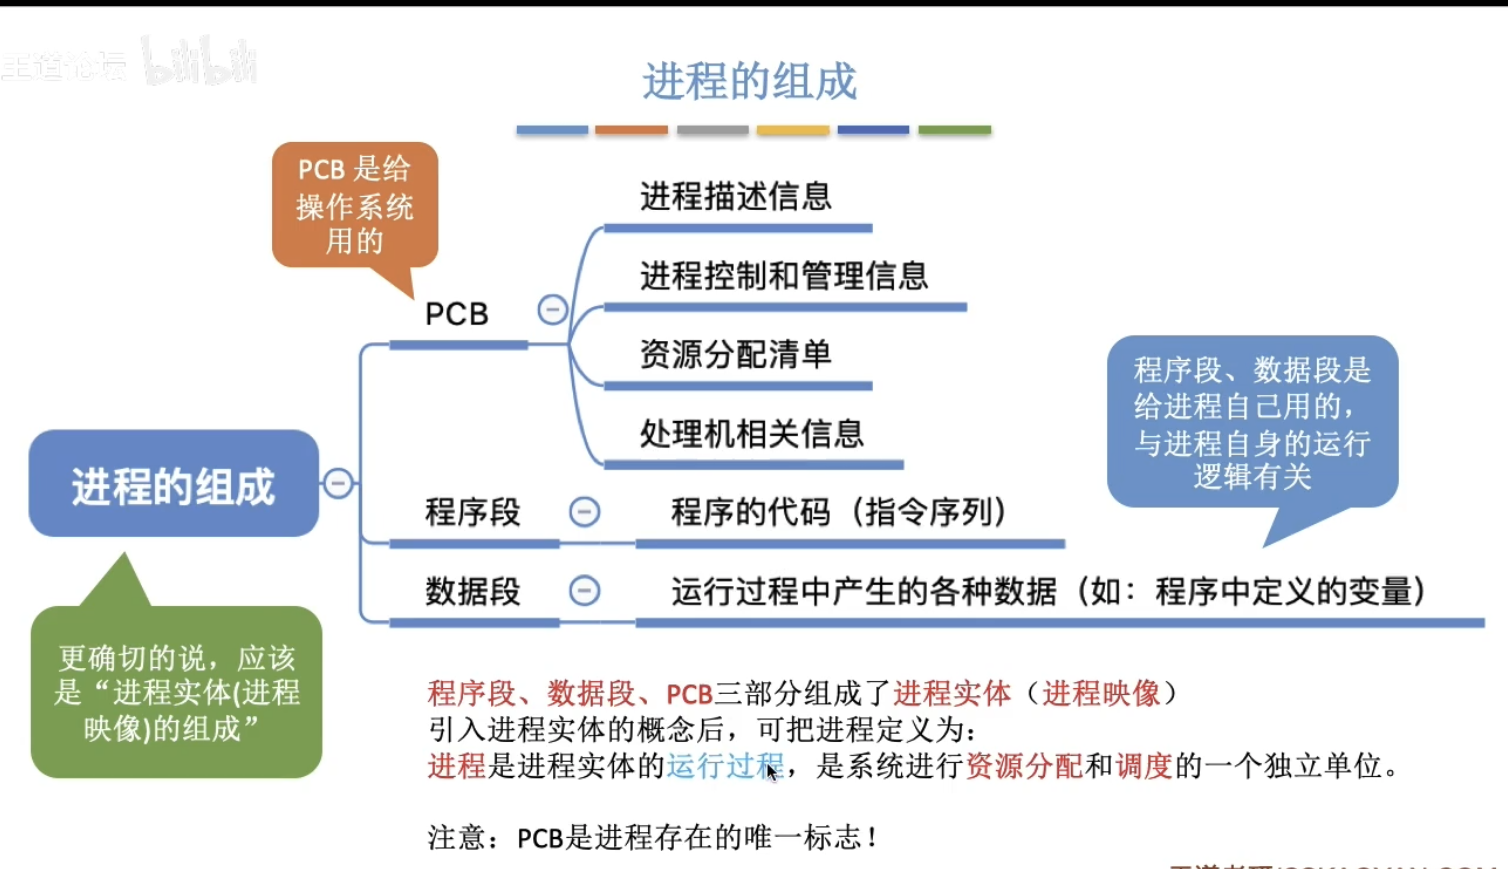 王道论坛 bilibili
进程的组成
PCB 是给
操作系统
用的
PCB
进程描述信息
进程控制和管理信息
资源分配清单
处理机相关信息
进程的组成
程序段
程序的代码（指令序列）
数据段
运行过程中产生的各种数据（如：程序中定义的变量）
程序段、数据段是
给进程自己用的，
与进程自身的运行
逻辑有关
更确切的说，应该
是“进程实体(进程
映像)的组成”
程序段、数据段、PCB三部分组成了进程实体（进程映像）
引入进程实体的概念后，可把进程定义为：
进程是进程实体的运行过程，是系统进行资源分配和调度的一个独立单位。
注意：PCB是进程存在的唯一标志！